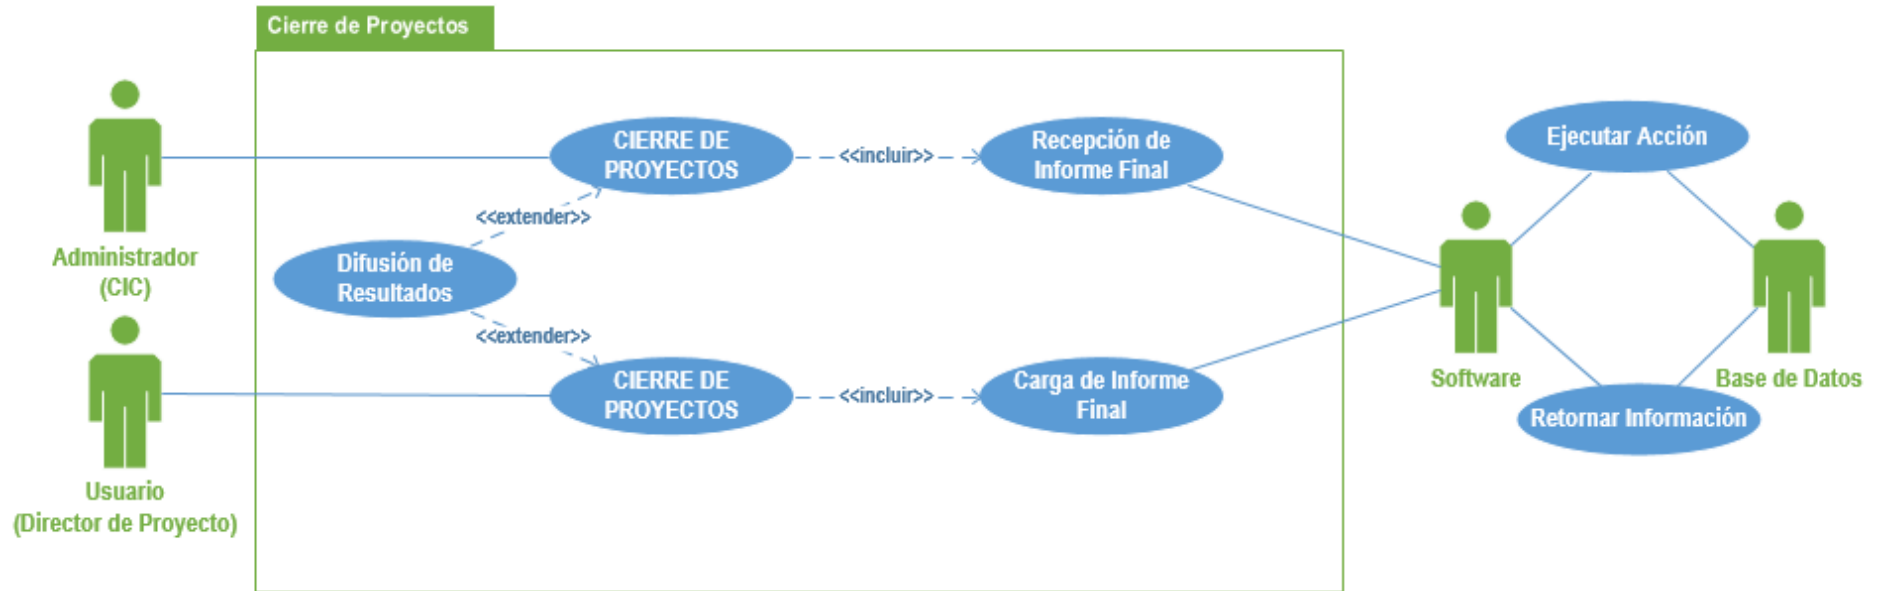 Cierre de Proyectos
Administrador
(CIC)
Usuario
(Director de Proyecto)
CIERRE DE
PROYECTOS
<<incluir>>
Recepción de
Informe Final
<<extender>>
Difusión de
Resultados
<<extender>>
CIERRE DE
PROYECTOS
<<incluir>>
Carga de Informe
Final
Ejecutar Acción
Software
Base de Datos
Retornar Información